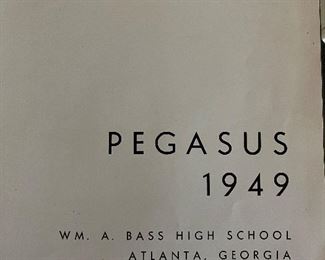 PEGASUS
1949
WM. A. BASS HIGH SCHOOL
ATLANTA, GEORGIA